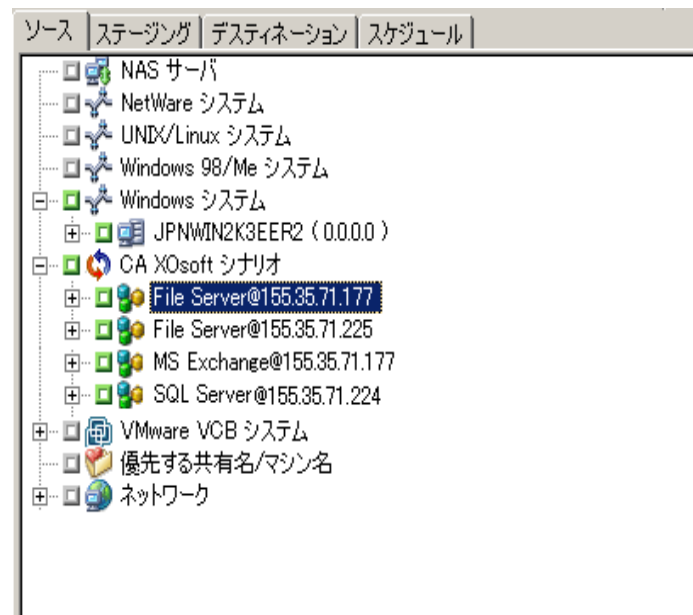 ソース ステージング デスティネーション スケジュール
NAS サーバ
NetWare システム
UNIX/Linux システム
Windows 98/Me システム
Windows システム
JPNWIN2K3EER2 ( 0.0.0.0 )
CA XOsoft シナリオ
File Server@155.35.71.177
File Server@155.35.71.225
MS Exchange@155.35.71.177
SQL Server@155.35.71.224
VMware VCB システム
優先する共有名/マシン名
ネットワーク